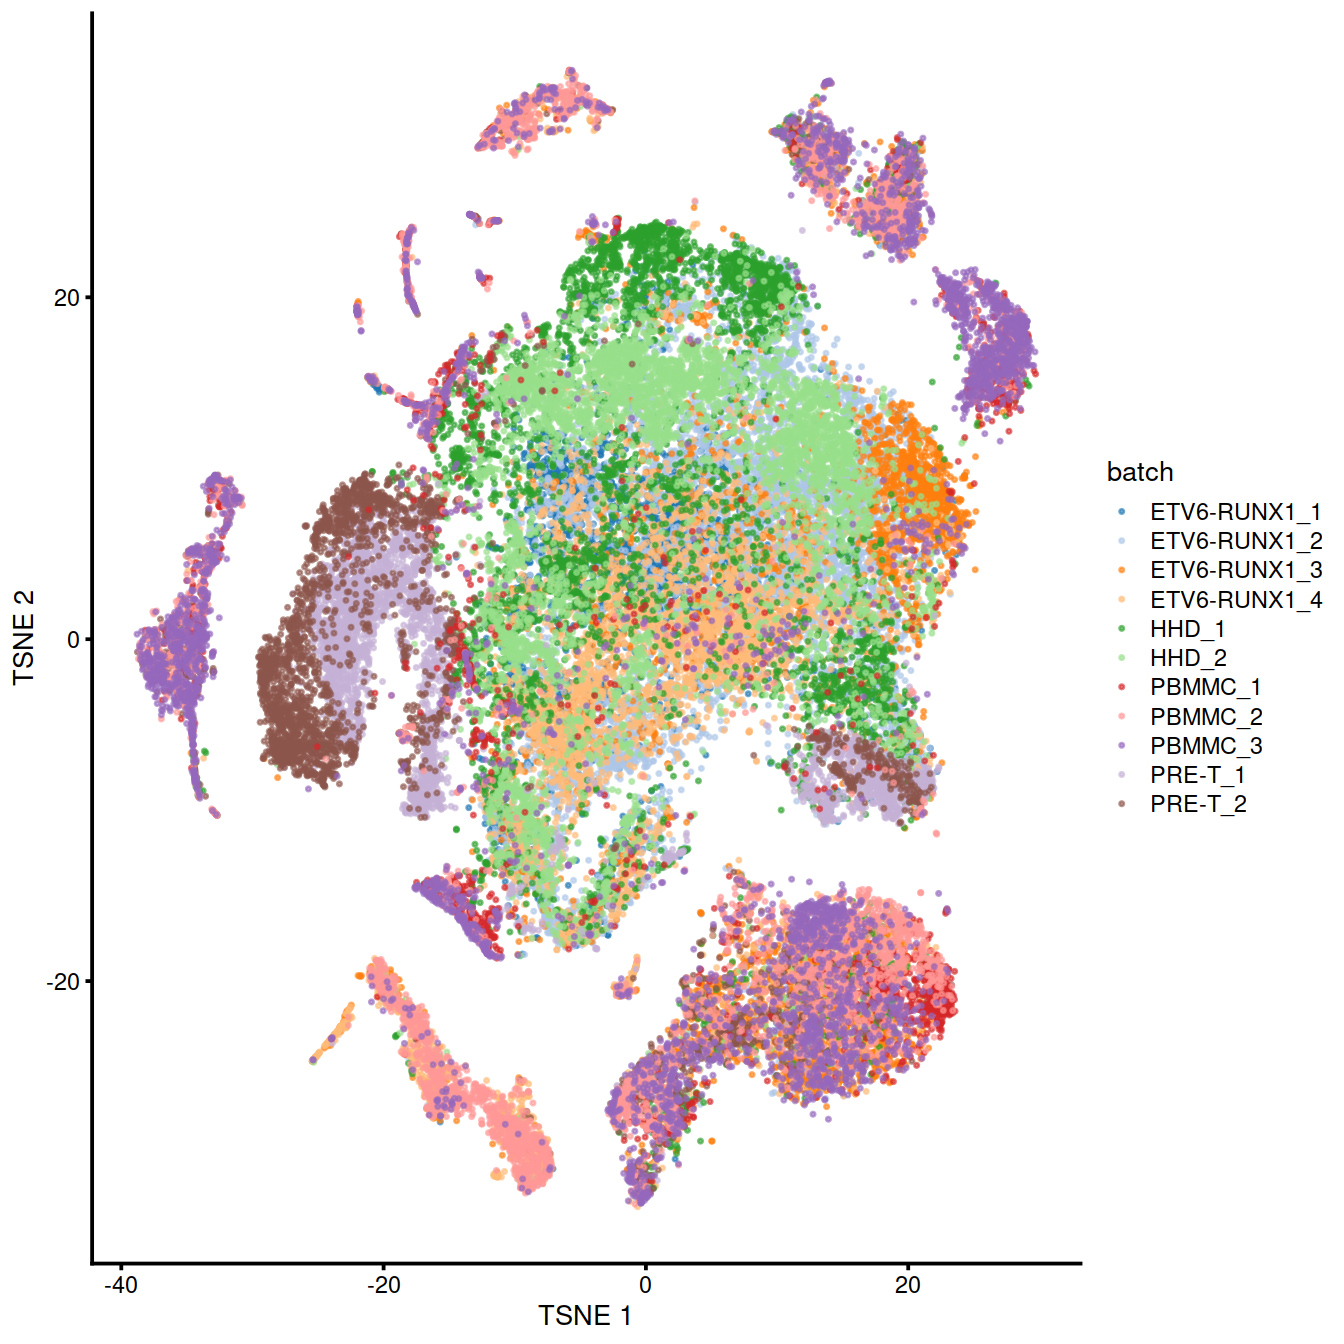 20
0
-20
TSNE 2
-40
-20
0
20
TSNE 1
batch
ETV6-RUNX1_1
ETV6-RUNX1_2
ETV6-RUNX1_3
ETV6-RUNX1_4
HHD_1
HHD_2
PBMMC_1
PBMMC_2
PBMMC_3
PRE-T_1
PRE-T_2